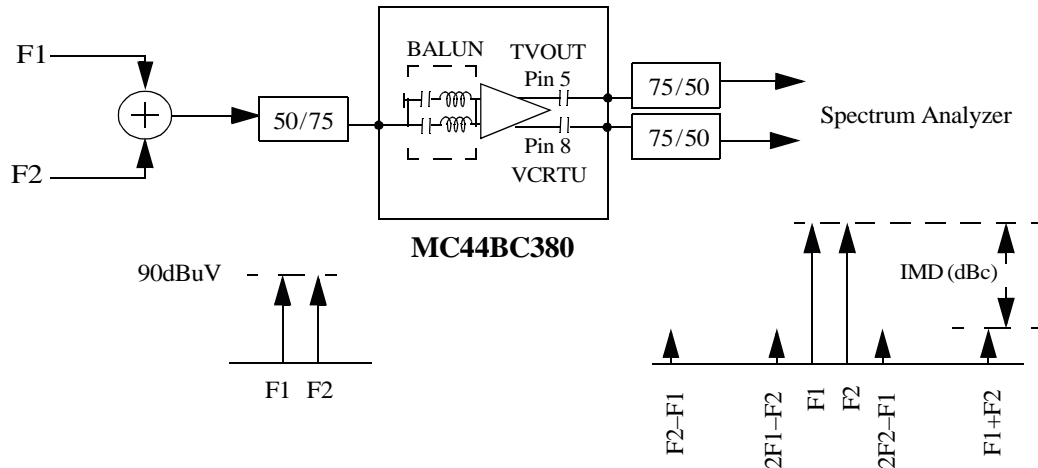 F1
F2
+
50/75
BALUN
TVOUT
Pin 5
Pin 8
VCRTU
75/50
75/50
Spectrum Analyzer
MC44BC380
90dBuV
F1
F2
IMD (dBc)
F2–F1
2F1–F2
F1
F2
2F2–F1
F1+F2